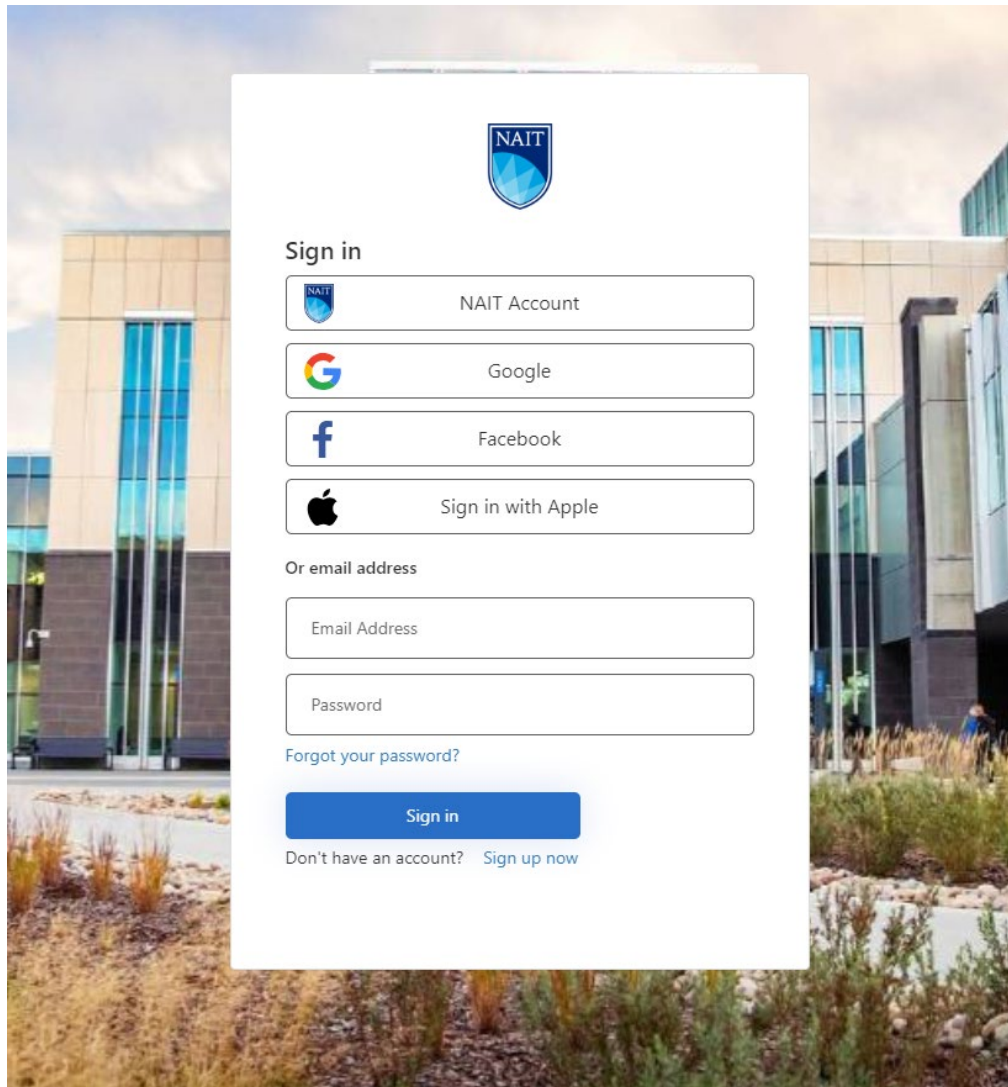 NAIT
Sign in
NAIT
NAIT Account
Google
Facebook
Sign in with Apple
Or email address
Email Address
Password
Forgot your password?
Sign in
Don't have an account? Sign up now